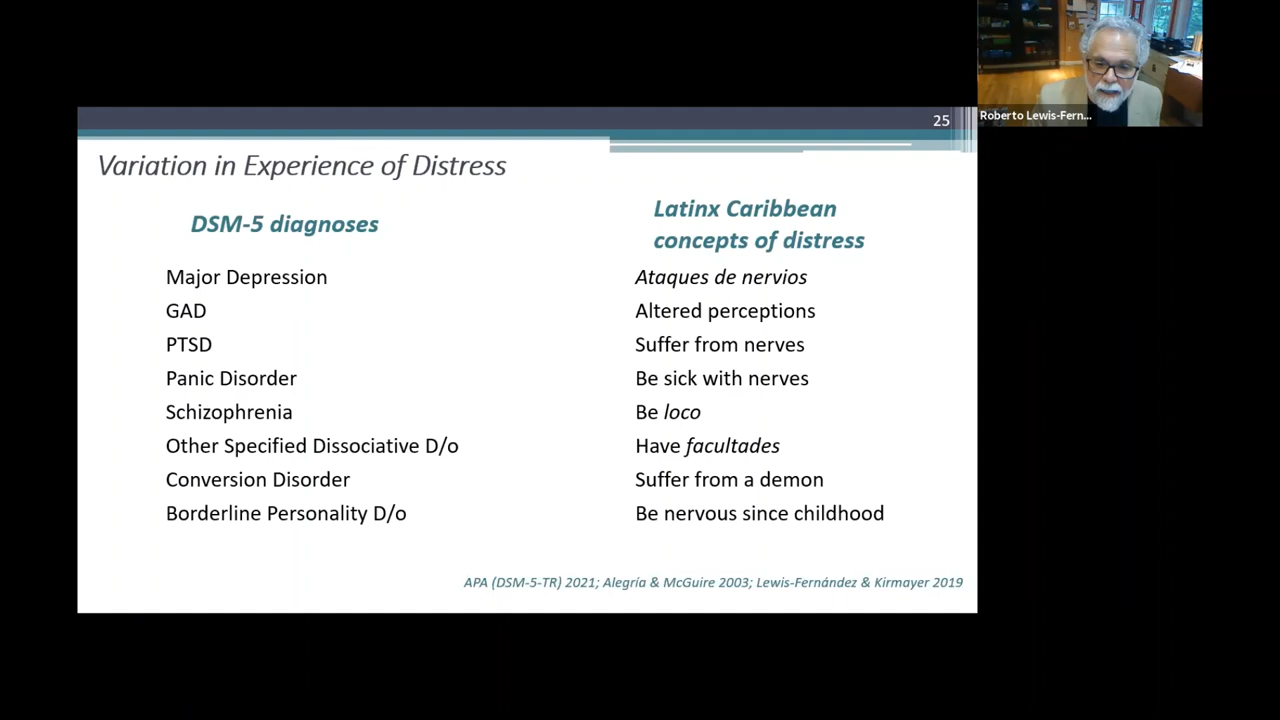 25
Roberto Lewis-Fern...
Variation in Experience of Distress
DSM-5 diagnoses
Latinx Caribbean
concepts of distress
Major Depression
GAD
PTSD
Panic Disorder
Schizophrenia
Other Specified Dissociative D/o
Conversion Disorder
Borderline Personality D/o
Ataques de nervios
Altered perceptions
Suffer from nerves
Be sick with nerves
Be loco
Have facultades
Suffer from a demon
Be nervous since childhood
APA (DSM-5-TR) 2021; Alegría & McGuire 2003; Lewis-Fernández & Kirmayer 2019